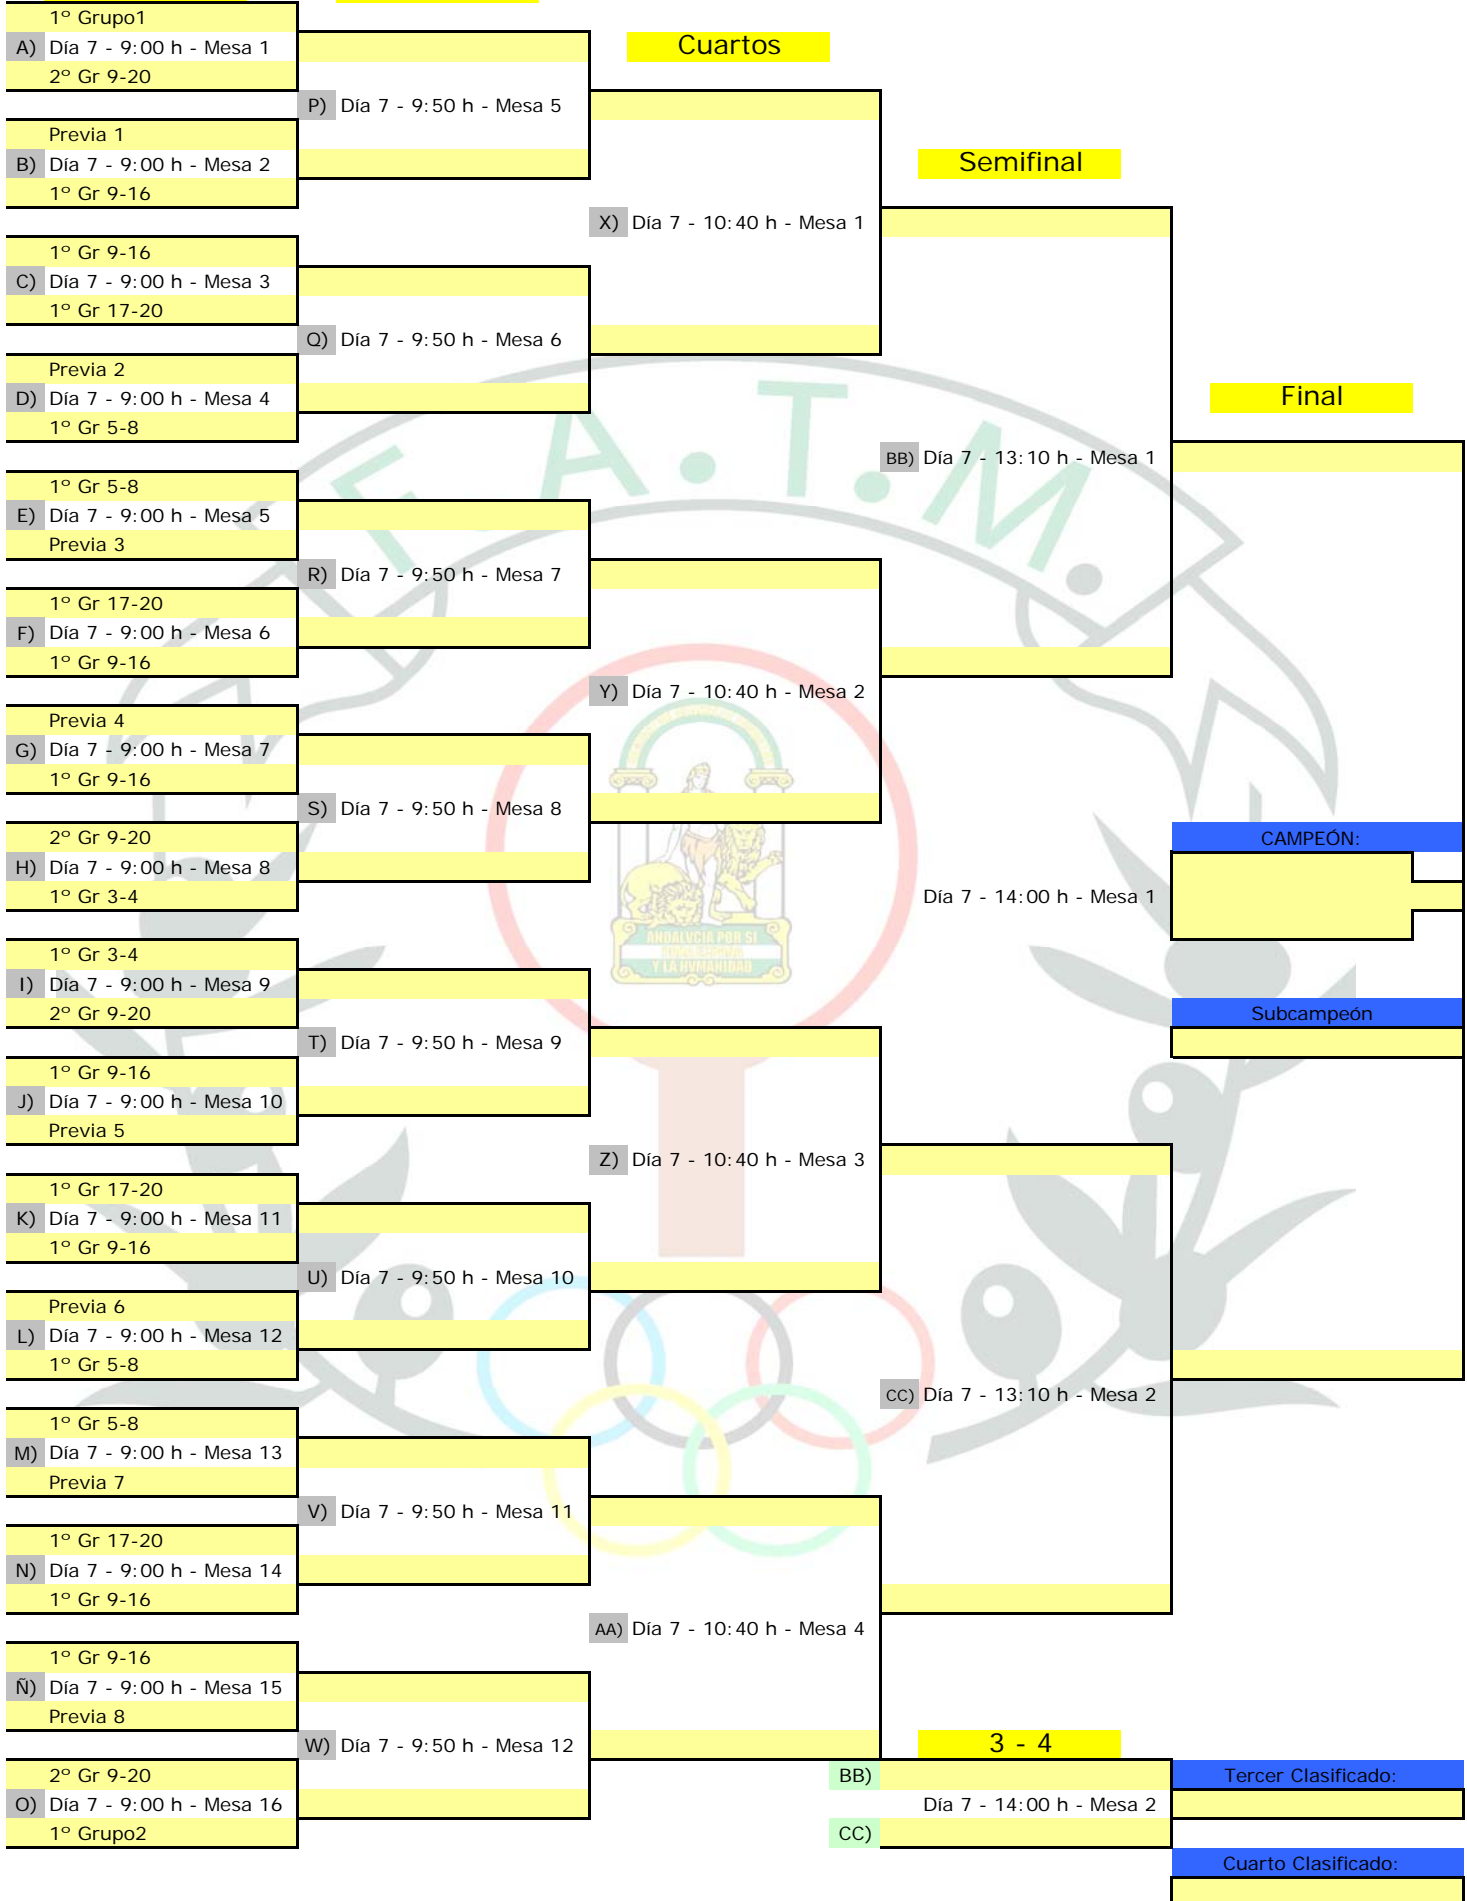 1º Grupo1
A) Día 7 - 9:00 h - Mesa 1
2º Gr 9-20
Previa 1
B) Día 7 - 9:00 h - Mesa 2
1º Gr 9-16
1º Gr 9-16
C) Día 7 - 9:00 h - Mesa 3
1º Gr 17-20
Previa 2
D) Día 7 - 9:00 h - Mesa 4
1º Gr 5-8
1º Gr 5-8
E) Día 7 - 9:00 h - Mesa 5
Previa 3
1º Gr 17-20
F) Día 7 - 9:00 h - Mesa 6
1º Gr 9-16
Previa 4
G) Día 7 - 9:00 h - Mesa 7
1º Gr 9-16
2º Gr 9-20
H) Día 7 - 9:00 h - Mesa 8
1º Gr 3-4
1º Gr 3-4
I) Día 7 - 9:00 h - Mesa 9
2º Gr 9-20
1º Gr 9-16
J) Día 7 - 9:00 h - Mesa 10
Previa 5
1º Gr 17-20
K) Día 7 - 9:00 h - Mesa 11
1º Gr 9-16
Previa 6
L) Día 7 - 9:00 h - Mesa 12
1º Gr 5-8
1º Gr 5-8
M) Día 7 - 9:00 h - Mesa 13
Previa 7
1º Gr 17-20
N) Día 7 - 9:00 h - Mesa 14
1º Gr 9-16
1º Gr 9-16
Ñ) Día 7 - 9:00 h - Mesa 15
Previa 8
2º Gr 9-20
O) Día 7 - 9:00 h - Mesa 16
1º Grupo2
P) Día 7 - 9:50 h - Mesa 5
Q) Día 7 - 9:50 h - Mesa 6
R) Día 7 - 9:50 h - Mesa 7
S) Día 7 - 9:50 h - Mesa 8
T) Día 7 - 9:50 h - Mesa 9
U) Día 7 - 9:50 h - Mesa 10
V) Día 7 - 9:50 h - Mesa 11
W) Día 7 - 9:50 h - Mesa 12
Cuartos
X) Día 7 - 10:40 h - Mesa 1
Y) Día 7 - 10:40 h - Mesa 2
Z) Día 7 - 10:40 h - Mesa 3
AA) Día 7 - 10:40 h - Mesa 4
Semifinal
BB) Día 7 - 13:10 h - Mesa 1
CC) Día 7 - 13:10 h - Mesa 2
Final
Día 7 - 14:00 h - Mesa 1
CAMPEÓN:
Subcampeón
3 - 4
BB)
Día 7 - 14:00 h - Mesa 2
CC)
Tercer Clasificado:
Cuarto Clasificado:
F.A.T.M.
ANDALVCIA POR SI
Y LA HVMANIDAD